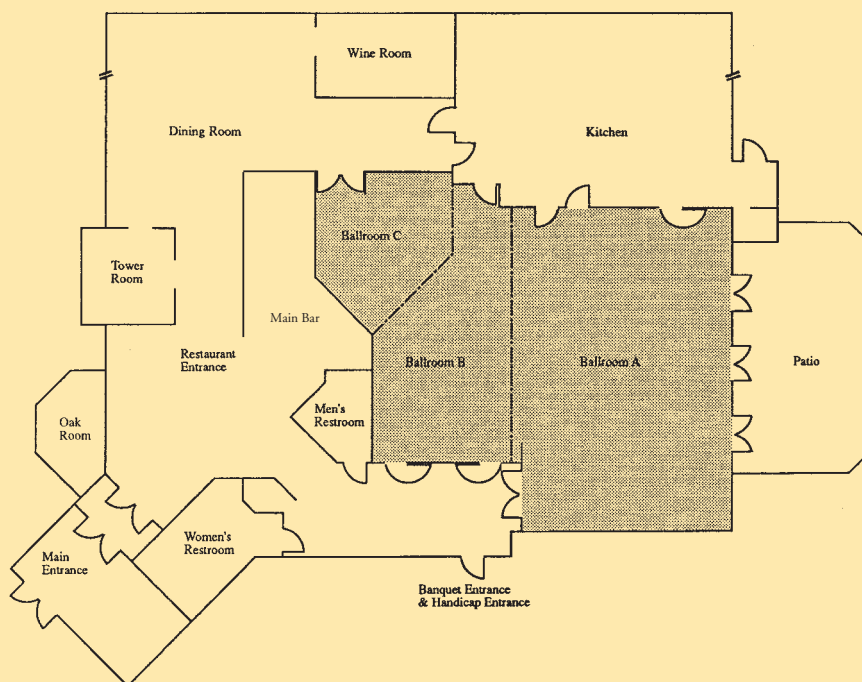 Wine Room
Dining Room
Kitchen
Ballroom C
Tower
Room
Main Bar
Restaurant
Entrance
Ballroom B
Ballroom A
Patio
Oak
Room
Men's
Restroom
Women's
Restroom
Main
Entrance
Banquet Entrance
& Handicap Entrance